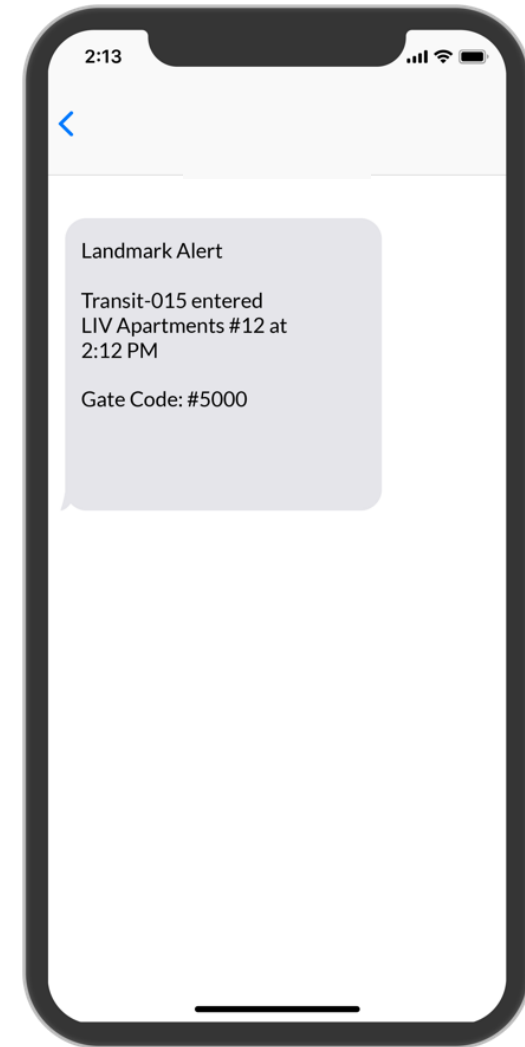 2:13
Landmark Alert
Transit-015 entered
LIV Apartments #12 at
2:12 PM
Gate Code: #5000